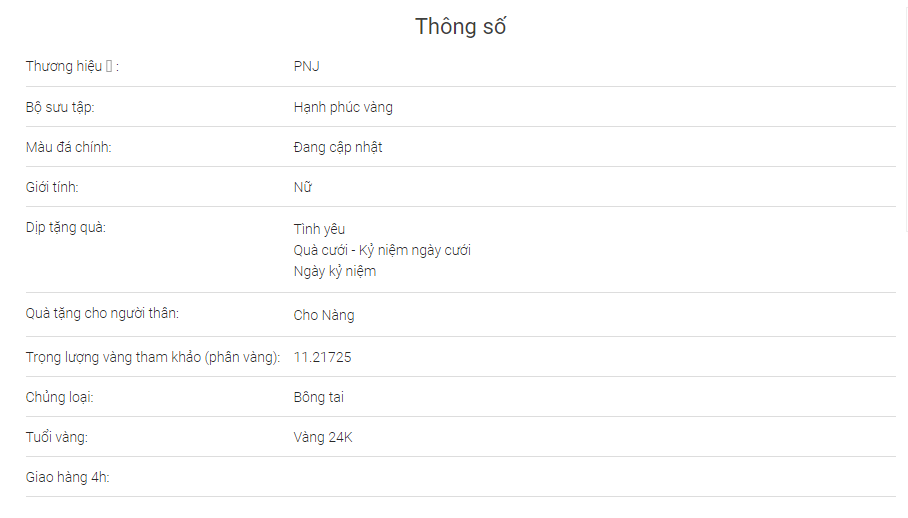 Thông số
Thương hiệu ▯ : PNJ
Bộ sưu tập: Hạnh phúc vàng
Màu đá chính: Đang cập nhật
Giới tính: Nữ
Dịp tặng quà: Tình yêu
Quà cưới - Kỷ niệm ngày cưới
Ngày kỷ niệm
Quà tặng cho người thân: Cho Nàng
Trọng lượng vàng tham khảo (phân vàng): 11.21725
Chủng loại: Bông tai
Tuổi vàng: Vàng 24K
Giao hàng 4h: